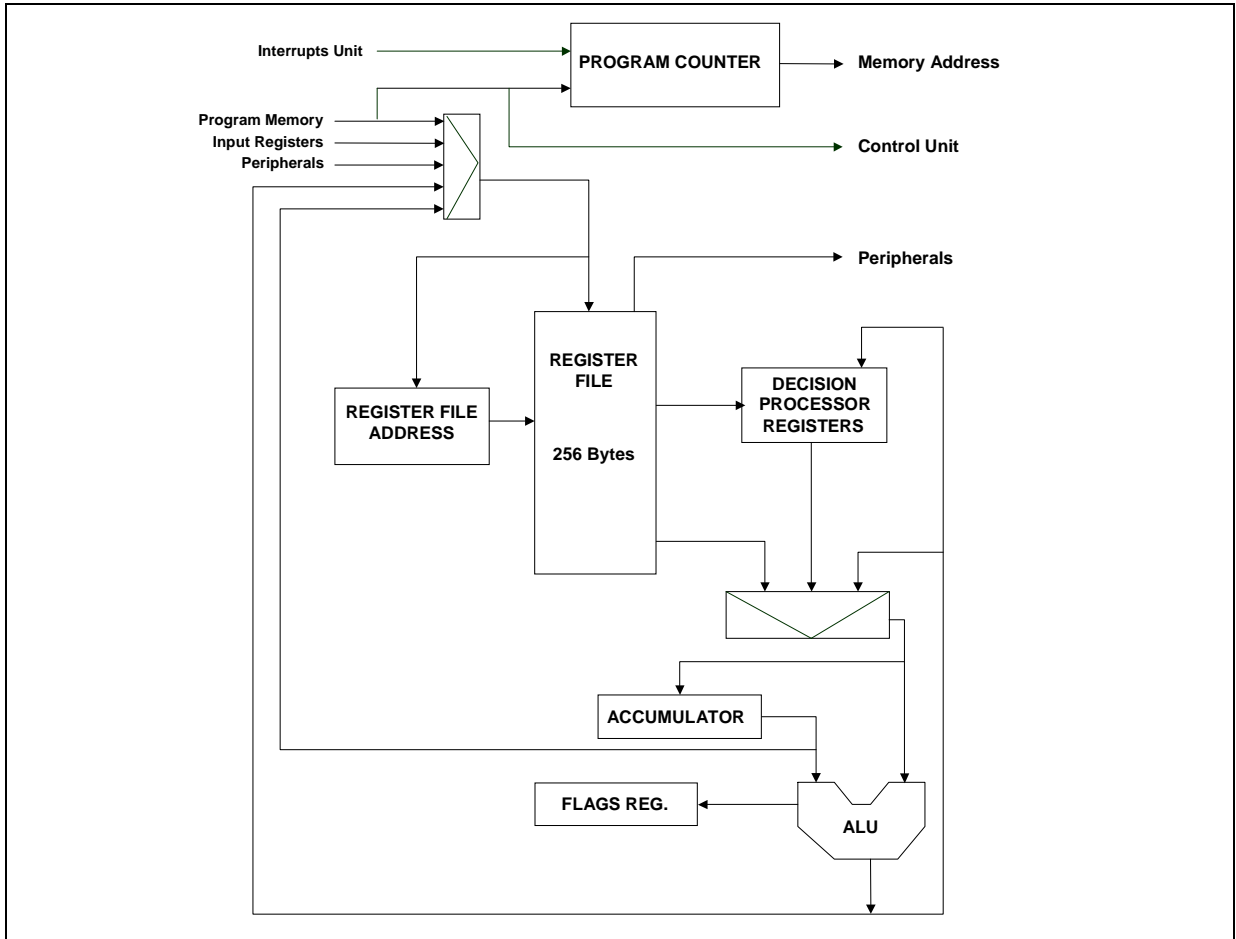 Interrupts Unit
PROGRAM COUNTER
Memory Address
Program Memory
Input Registers
Peripherals
Control Unit
Peripherals
REGISTER
FILE
256 Bytes
DECISION
PROCESSOR
REGISTERS
REGISTER FILE
ADDRESS
ACCUMULATOR
FLAGS REG.
ALU